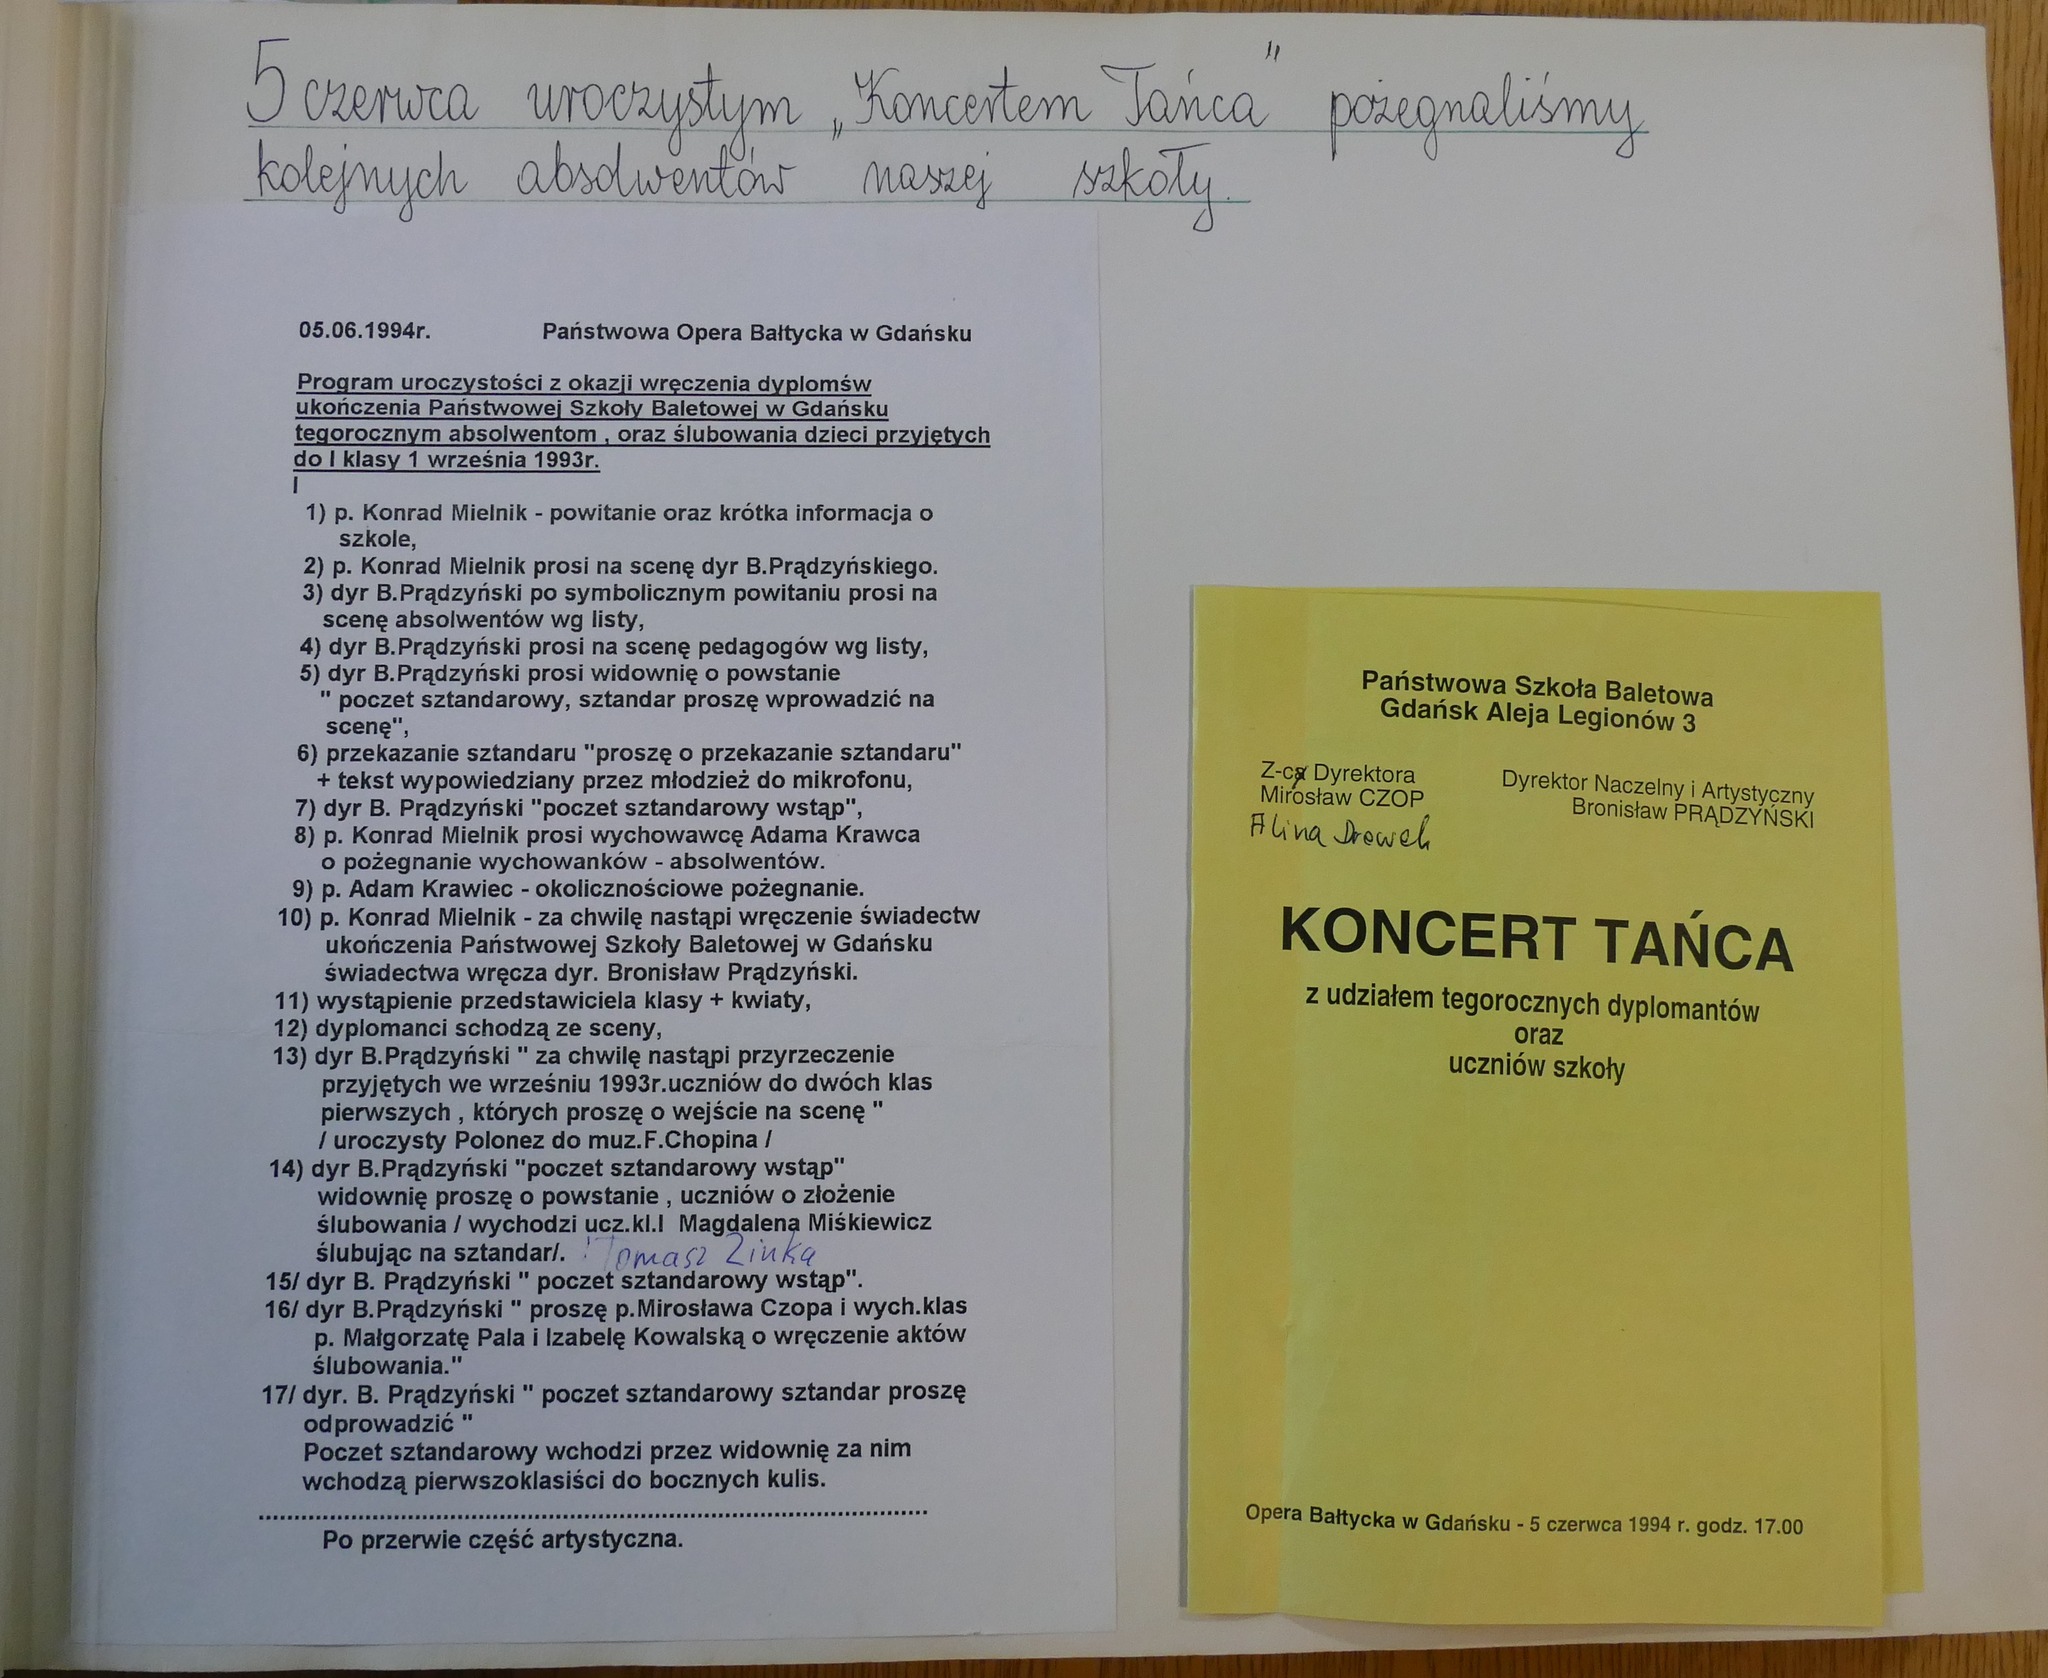 5 czerwca uroczystym „Koncertem Tańca" pożegnaliśmy
kolejnych absolwentów naszej szkoły.
05.06.1994r. Państwowa Opera Bałtycka w Gdańsku
Program uroczystości z okazji wręczenia dyplomśw
ukończenia Państwowej Szkoły Baletowej w Gdańsku
tegorocznym absolwentom , oraz ślubowania dzieci przyjętych
do I klasy 1 września 1993r.
I
1) p. Konrad Mielnik - powitanie oraz krótka informacja o
szkole,
2) p. Konrad Mielnik prosi na scenę dyr B.Prądzyńskiego.
3) dyr B.Prądzyński po symbolicznym powitaniu prosi na
scenę absolwentów wg listy,
4) dyr B.Prądzyński prosi na scenę pedagogów wg listy,
5) dyr B.Prądzyński prosi widownię o powstanie
" poczet sztandarowy, sztandar proszę wprowadzić na
scenę",
6) przekazanie sztandaru "proszę o przekazanie sztandaru"
+ tekst wypowiedziany przez młodzież do mikrofonu,
7) dyr B. Prądzyński "poczet sztandarowy wstąp",
8) p. Konrad Mielnik prosi wychowawcę Adama Krawca
o pożegnanie wychowanków - absolwentów.
9) p. Adam Krawiec - okolicznościowe pożegnanie.
10) p. Konrad Mielnik - za chwilę nastąpi wręczenie świadectw
ukończenia Państwowej Szkoły Baletowej w Gdańsku
świadectwa wręcza dyr. Bronisław Prądzyński.
11) wystąpienie przedstawiciela klasy + kwiaty,
12) dyplomanci schodzą ze sceny,
13) dyr B.Prądzyński " za chwilę nastąpi przyrzeczenie
przyjętych we wrześniu 1993r.uczniów do dwóch klas
pierwszych , których proszę o wejście na scenę "
/ uroczysty Polonez do muz.F.Chopina /
14) dyr B.Prądzyński "poczet sztandarowy wstąp"
widownię proszę o powstanie , uczniów o złożenie
ślubowania / wychodzi ucz.kl.I Magdalena Miśkiewicz
ślubując na sztandar/. Tomasz Zinka
15/ dyr B. Prądzyński " poczet sztandarowy wstąp".
16/ dyr B.Prądzyński " proszę p.Mirosława Czopa i wych.klas
p. Małgorzatę Pala i Izabelę Kowalską o wręczenie aktów
ślubowania."
17/ dyr. B. Prądzyński " poczet sztandarowy sztandar proszę
odprowadzić "
Poczet sztandarowy wchodzi przez widownię za nim
wchodzą pierwszoklasiści do bocznych kulis.
Po przerwie część artystyczna.
Państwowa Szkoła Baletowa
Gdańsk Aleja Legionów 3
Z-cy Dyrektora
Mirosław CZOP
Alina Drewek
Dyrektor Naczelny i Artystyczny
Bronisław PRĄDZYŃSKI
KONCERT TAŃCA
z udziałem tegorocznych dyplomantów
oraz
uczniów szkoły
Opera Bałtycka w Gdańsku - 5 czerwca 1994 r. godz. 17.00